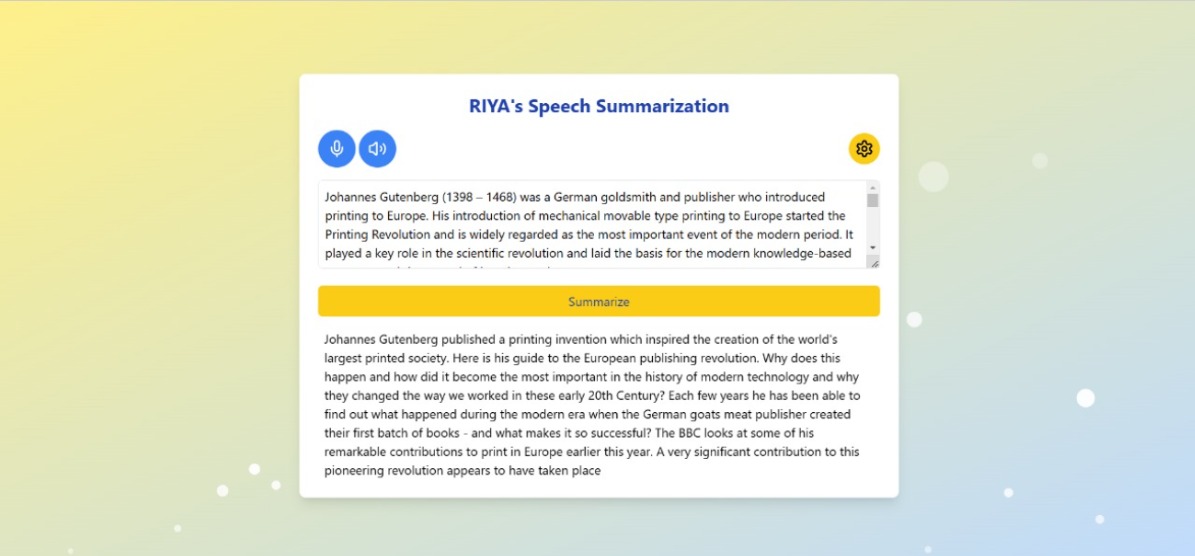 RIYA's Speech Summarization
Johannes Gutenberg (1398 – 1468) was a German goldsmith and publisher who introduced
printing to Europe. His introduction of mechanical movable type printing to Europe started the
Printing Revolution and is widely regarded as the most important event of the modern period. It
played a key role in the scientific revolution and laid the basis for the modern knowledge-based
Summarize
Johannes Gutenberg published a printing invention which inspired the creation of the world's
largest printed society. Here is his guide to the European publishing revolution. Why does this
happen and how did it become the most important in the history of modern technology and why
they changed the way we worked in these early 20th Century? Each few years he has been able to
find out what happened during the modern era when the German goats meat publisher created
their first batch of books - and what makes it so successful? The BBC looks at some of his
remarkable contributions to print in Europe earlier this year. A very significant contribution to this
pioneering revolution appears to have taken place